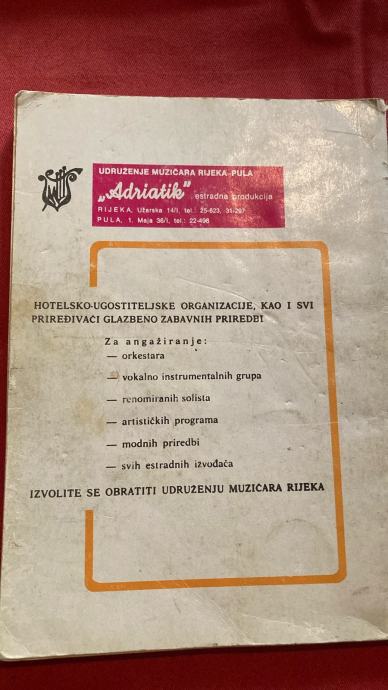 UDRUŽENJE MUZIČARA RIJEKA-PULA
„Adriatik" estradna produkcija
RIJEKA, Užarska 14/I, tel.: 25-623, 31-297
PULA, 1. Maja 36/I, tel.: 22-498
HOTELSKO-UGOSTITELJSKE ORGANIZACIJE, KAO I SVI
PRIREĐIVAČI GLAZBENO ZABAVNIH PRIREDBI
Za angažiranje:
— orkestara
— vokalno instrumentalnih grupa
— renomiranih solista
— artističkih programa
— modnih priredbi
— svih estradnih izvođača
IZVOLITE SE OBRATITI UDRUŽENJU MUZIČARA RIJEKA